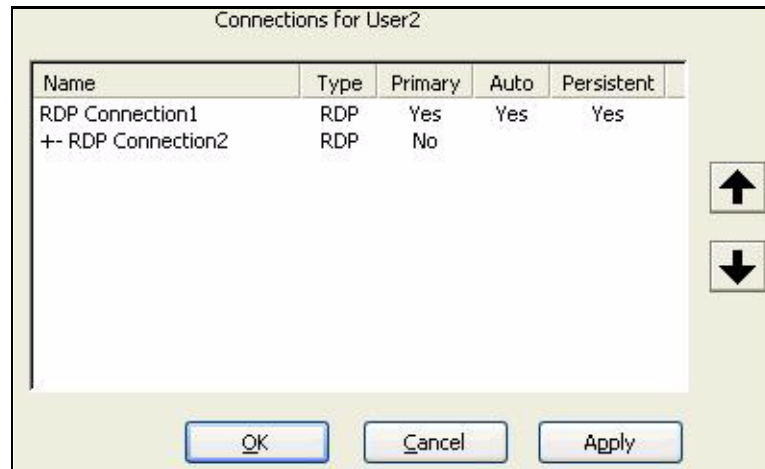 Connections for User2
Name Type Primary Auto Persistent
RDP Connection1 RDP Yes Yes Yes
+- RDP Connection2 RDP No
OK Cancel Apply